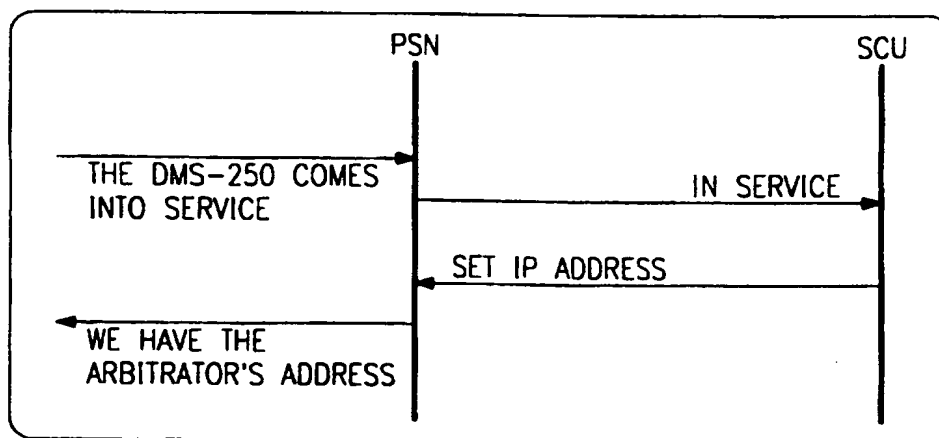 PSN
SCU
THE DMS-250 COMES
INTO SERVICE
IN SERVICE
SET IP ADDRESS
WE HAVE THE
ARBITRATOR'S ADDRESS